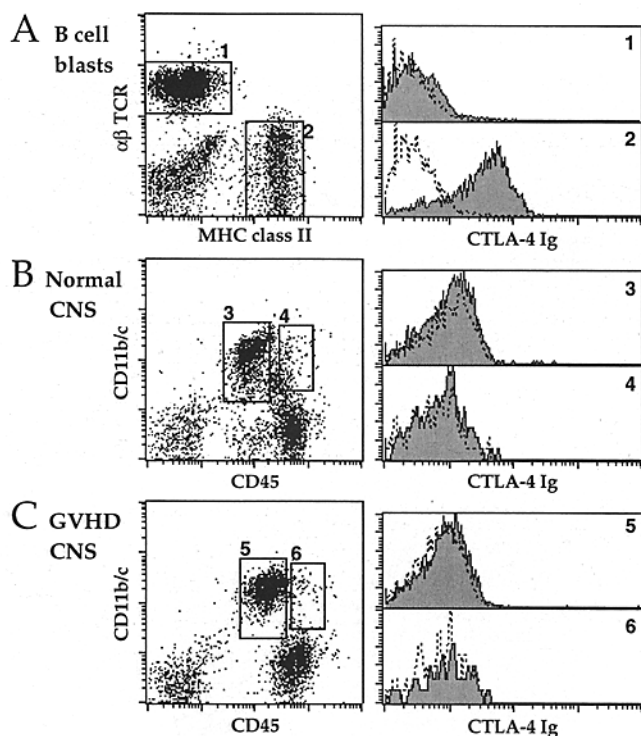 A B cell
blasts
αβ TCR
MHC class II
1
2
1
2
CTLA-4 Ig
B Normal
CNS
CD11b/c
CD45
3
4
3
4
CTLA-4 Ig
C GVHD
CNS
CD11b/c
CD45
5
6
5
6
CTLA-4 Ig